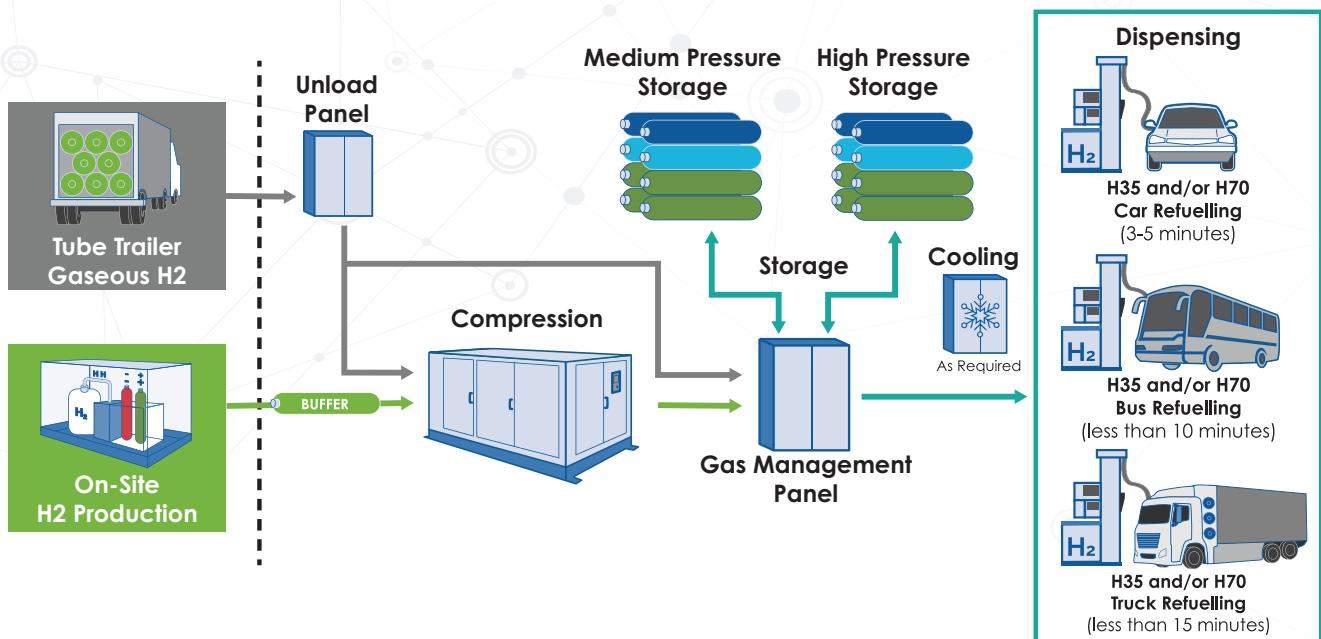 Tube Trailer
Gaseous H2
H H
- +
- +
H₂
On-Site
H2 Production
Unload
Panel
BUFFER
Compression
Medium Pressure
Storage
High Pressure
Storage
Storage
Cooling
As Required
Gas Management
Panel
Dispensing
H₂
H35 and/or H70
Car Refuelling
(3-5 minutes)
H₂
H35 and/or H70
Bus Refuelling
(less than 10 minutes)
H₂
H35 and/or H70
Truck Refuelling
(less than 15 minutes)